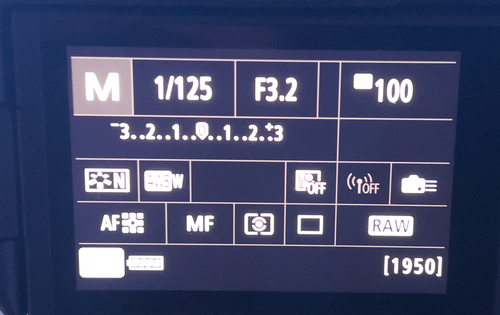 M 1/125 F3.2 100
-3..2..1..0..1..2..+3
N W OFF OFF
AF MF RAW
[1950]